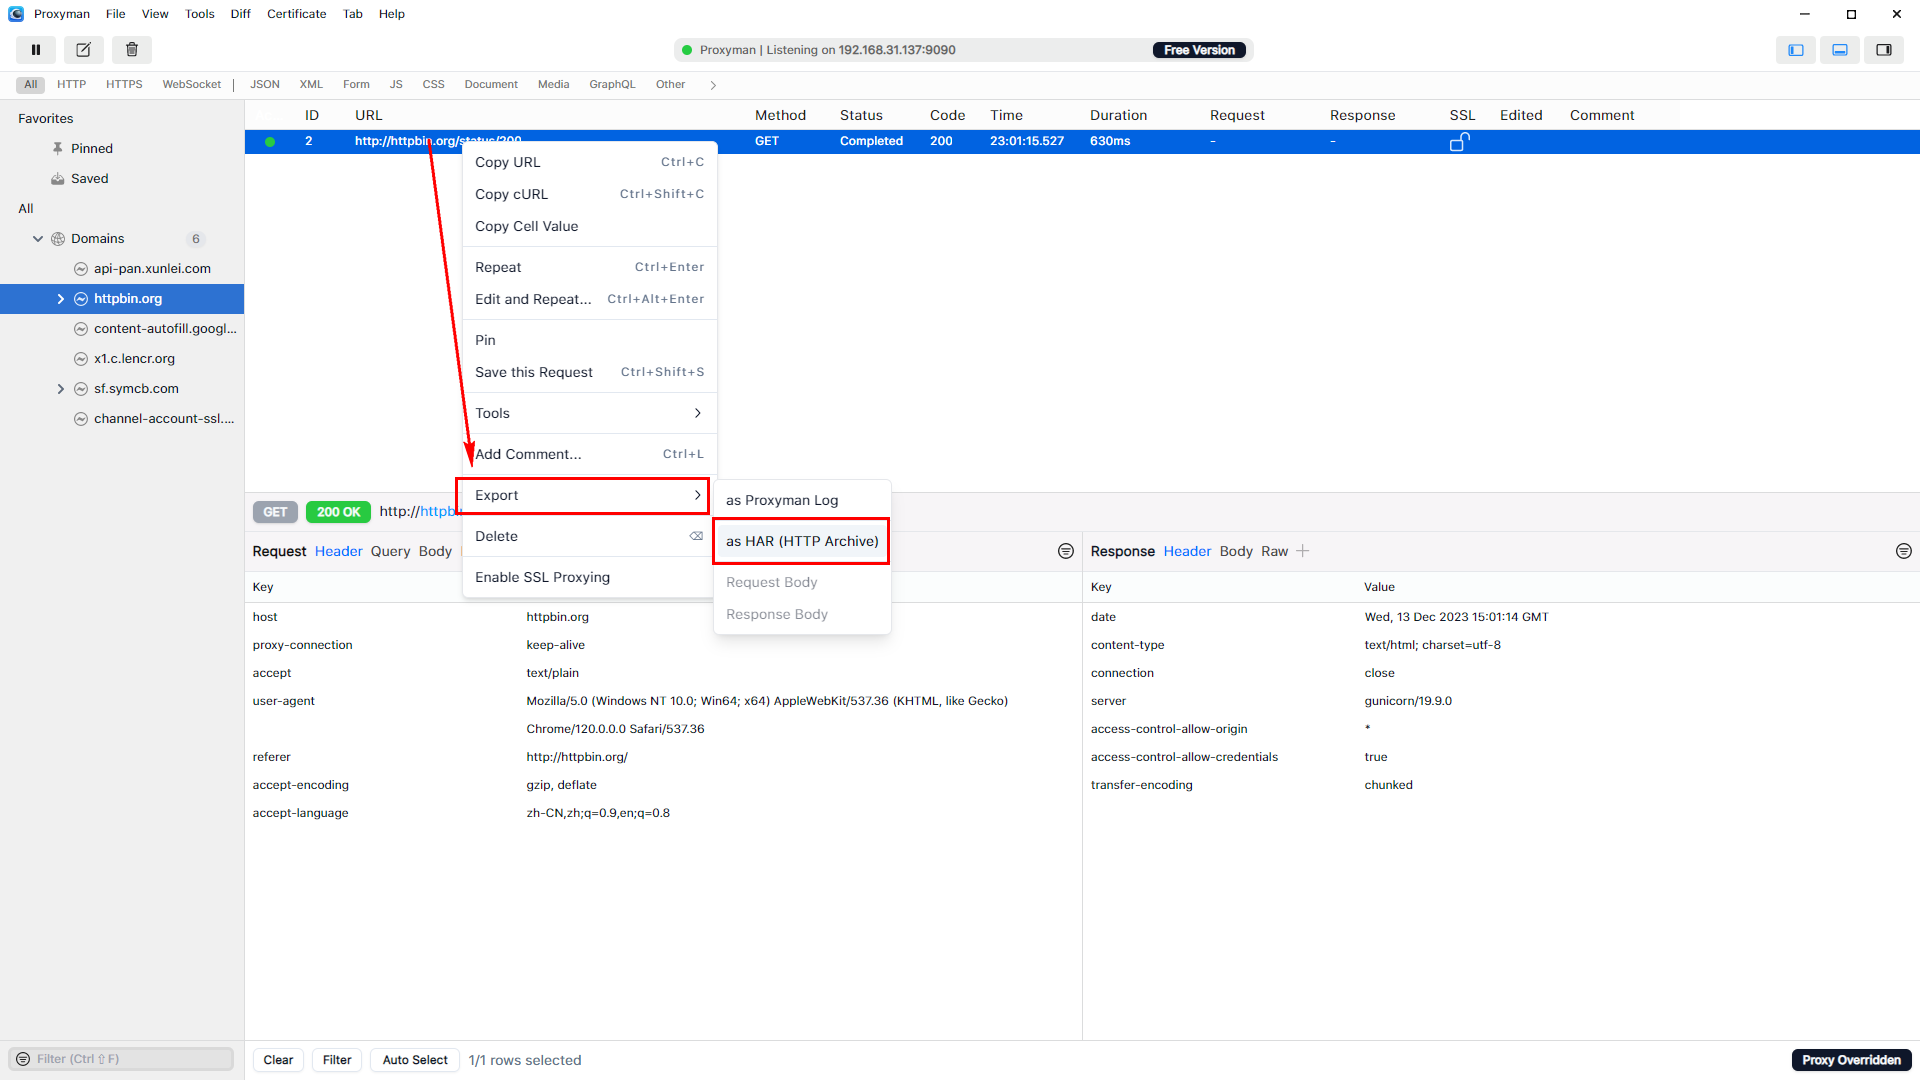 Proxyman File View Tools Diff Certificate Tab Help
Proxyman | Listening on 192.168.31.137:9090 Free Version
All HTTP HTTPS WebSocket | JSON XML Form JS CSS Document Media GraphQL Other
Favorites
Pinned
Saved
All
Domains 6
api-pan.xunlei.com
httpbin.org
content-autofill.googl...
x1.c.lencr.org
sf.symcb.com
channel-account-ssl....
ID URL Method Status Code Time Duration Request Response SSL Edited Comment
2 http://httpbin.org/status/200 GET Completed 200 23:01:15.527 630ms - -
Copy URL Ctrl+C
Copy cURL Ctrl+Shift+C
Copy Cell Value
Repeat Ctrl+Enter
Edit and Repeat... Ctrl+Alt+Enter
Pin
Save this Request Ctrl+Shift+S
Tools
Add Comment... Ctrl+L
Export
Delete
Enable SSL Proxying
as Proxyman Log
as HAR (HTTP Archive)
Request Body
Response Body
GET 200 OK http://httpb
Request Header Query Body
Key
host httpbin.org
proxy-connection keep-alive
accept text/plain
user-agent Mozilla/5.0 (Windows NT 10.0; Win64; x64) AppleWebKit/537.36 (KHTML, like Gecko)
Chrome/120.0.0.0 Safari/537.36
referer http://httpbin.org/
accept-encoding gzip, deflate
accept-language zh-CN,zh;q=0.9,en;q=0.8
Response Header Body Raw
Key Value
date Wed, 13 Dec 2023 15:01:14 GMT
content-type text/html; charset=utf-8
connection close
server gunicorn/19.9.0
access-control-allow-origin *
access-control-allow-credentials true
transfer-encoding chunked
Filter (Ctrl⇧F)
Clear Filter Auto Select 1/1 rows selected
Proxy Overridden